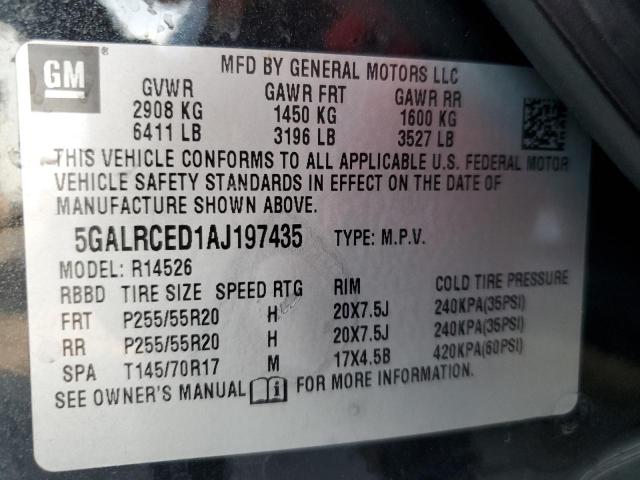 GM ®
MFD BY GENERAL MOTORS LLC
GVWR GAWR FRT GAWR RR
2908 KG 1450 KG 1600 KG
6411 LB 3196 LB 3527 LB
THIS VEHICLE CONFORMS TO ALL APPLICABLE U.S. FEDERAL MOTOR
VEHICLE SAFETY STANDARDS IN EFFECT ON THE DATE OF
MANUFACTURE SHOWN ABOVE.
5GALRCED1AJ197435 TYPE: M.P.V.
MODEL: R14526
RBBD TIRE SIZE SPEED RTG RIM COLD TIRE PRESSURE
FRT P255/55R20 H 20X7.5J 240KPA(35PSI)
RR P255/55R20 H 20X7.5J 240KPA(35PSI)
SPA T145/70R17 M 17X4.5B 420KPA(60PSI)
SEE OWNER'S MANUAL i FOR MORE INFORMATION.